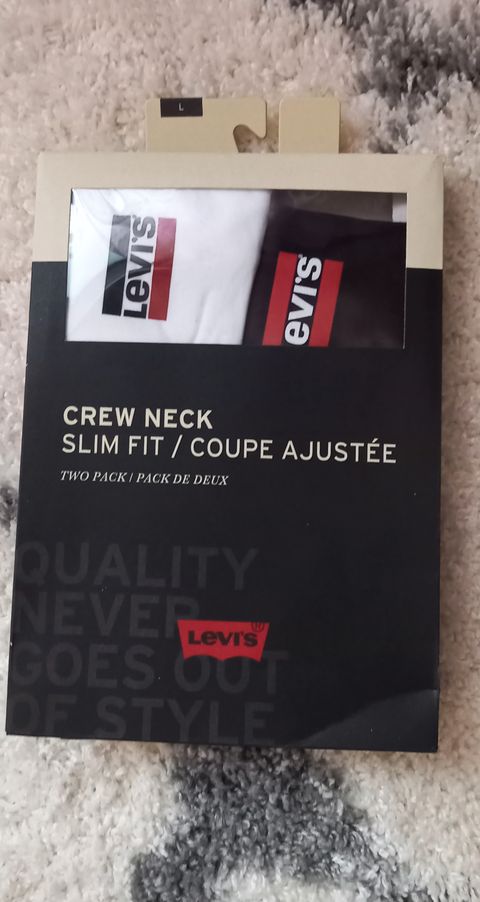 L
Levi's
evi's
CREW NECK
SLIM FIT / COUPE AJUSTÉE
TWO PACK / PACK DE DEUX
QUALITY
NEVER
GOES OUT
OF STYLE
Levi's®